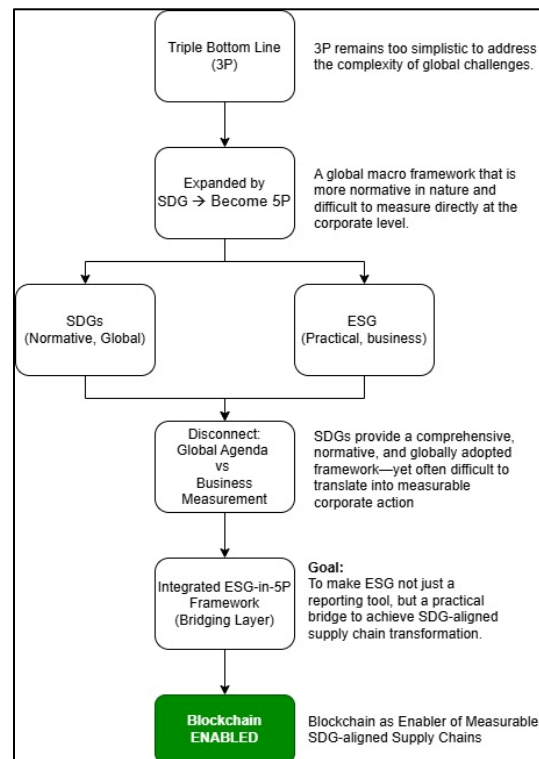 Triple Bottom Line
(3P)
3P remains too simplistic to address
the complexity of global challenges.
Expanded by
SDG → Become 5P
A global macro framework that is
more normative in nature and
difficult to measure directly at the
corporate level.
SDGs
(Normative, Global)
ESG
(Practical, business)
Disconnect:
Global Agenda
vs
Business
Measurement
SDGs provide a comprehensive,
normative, and globally adopted
framework—yet often difficult to
translate into measurable
corporate action
Integrated ESG-in-5P
Framework
(Bridging Layer)
Goal:
To make ESG not just a
reporting tool, but a practical
bridge to achieve SDG-aligned
supply chain transformation.
Blockchain
ENABLED
Blockchain as Enabler of Measurable
SDG-aligned Supply Chains